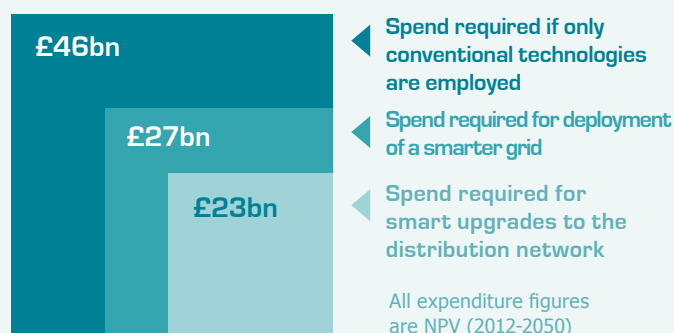 £46bn
Spend required if only
conventional technologies
are employed
£27bn
Spend required for deployment
of a smarter grid
£23bn
Spend required for
smart upgrades to the
distribution network
All expenditure figures
are NPV (2012-2050)